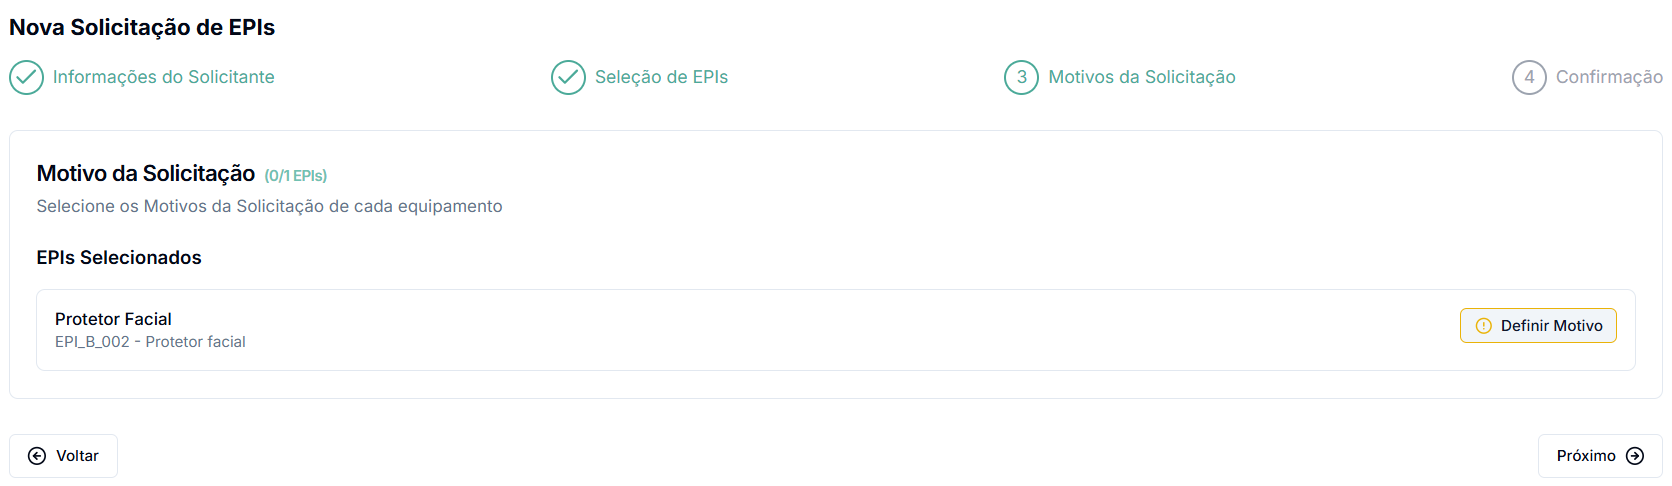 Nova Solicitação de EPIs
Informações do Solicitante
Seleção de EPIs
3 Motivos da Solicitação
4 Confirmação
Motivo da Solicitação (0/1 EPIs)
Selecione os Motivos da Solicitação de cada equipamento
EPIs Selecionados
Protetor Facial
EPI_B_002 - Protetor facial
Definir Motivo
Voltar
Próximo